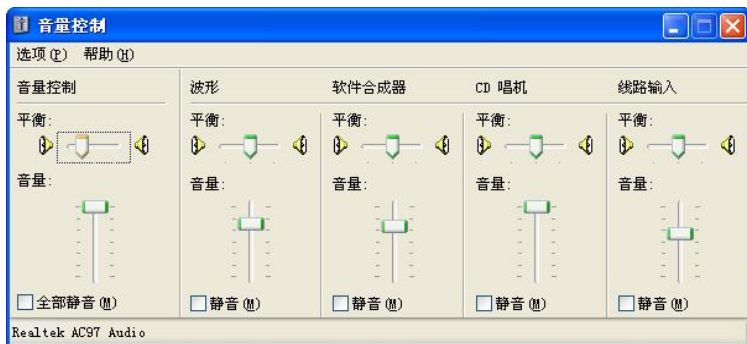 音量控制
选项(P) 帮助(H)
音量控制 波形 软件合成器 CD 唱机 线路输入
平衡: 平衡: 平衡: 平衡: 平衡:
音量: 音量: 音量: 音量: 音量:
全部静音(M) 静音(M) 静音(M) 静音(M) 静音(M)
Realtek AC97 Audio